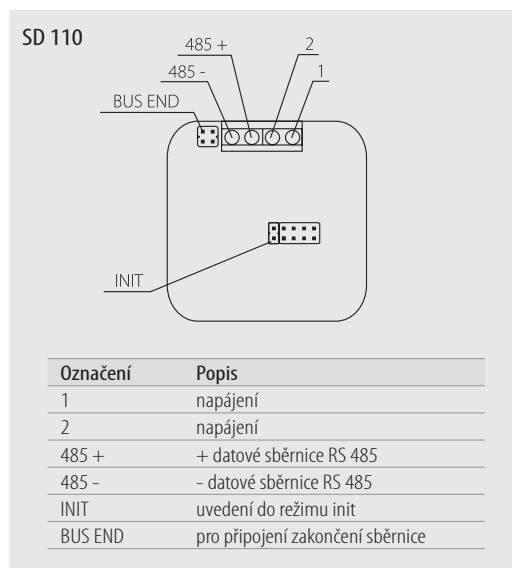 SD 110
485 +
2
485 -
1
BUS END
INIT
Označení Popis
1 napájení
2 napájení
485 + + datové sběrnice RS 485
485 - - datové sběrnice RS 485
INIT uvedení do režimu init
BUS END pro připojení zakončení sběrnice